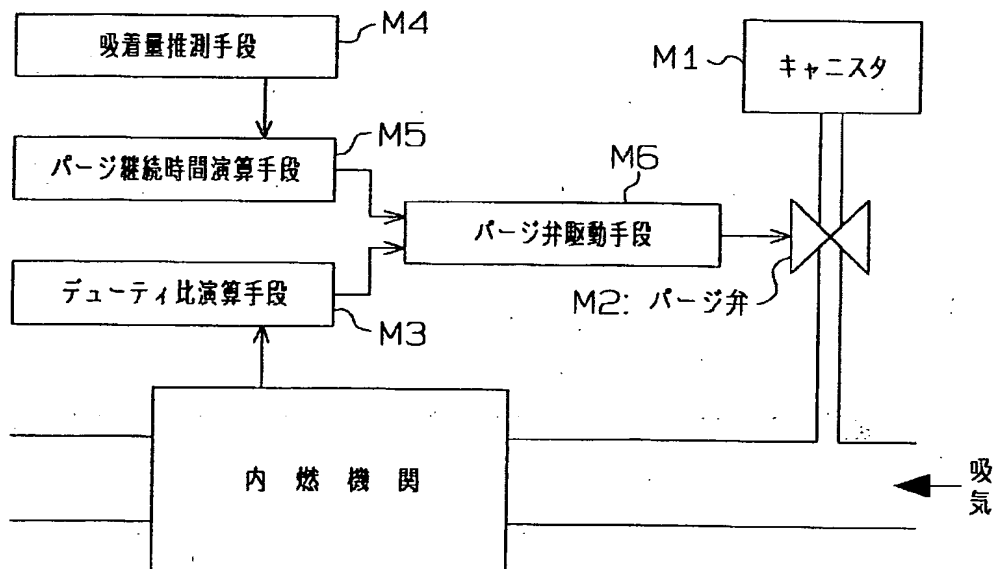 吸着量推測手段
M4
M1
キャニスタ
パージ継続時間演算手段
M5
M6
パージ弁駆動手段
デューティ比演算手段
M3
M2: パージ弁
内燃機関
吸気